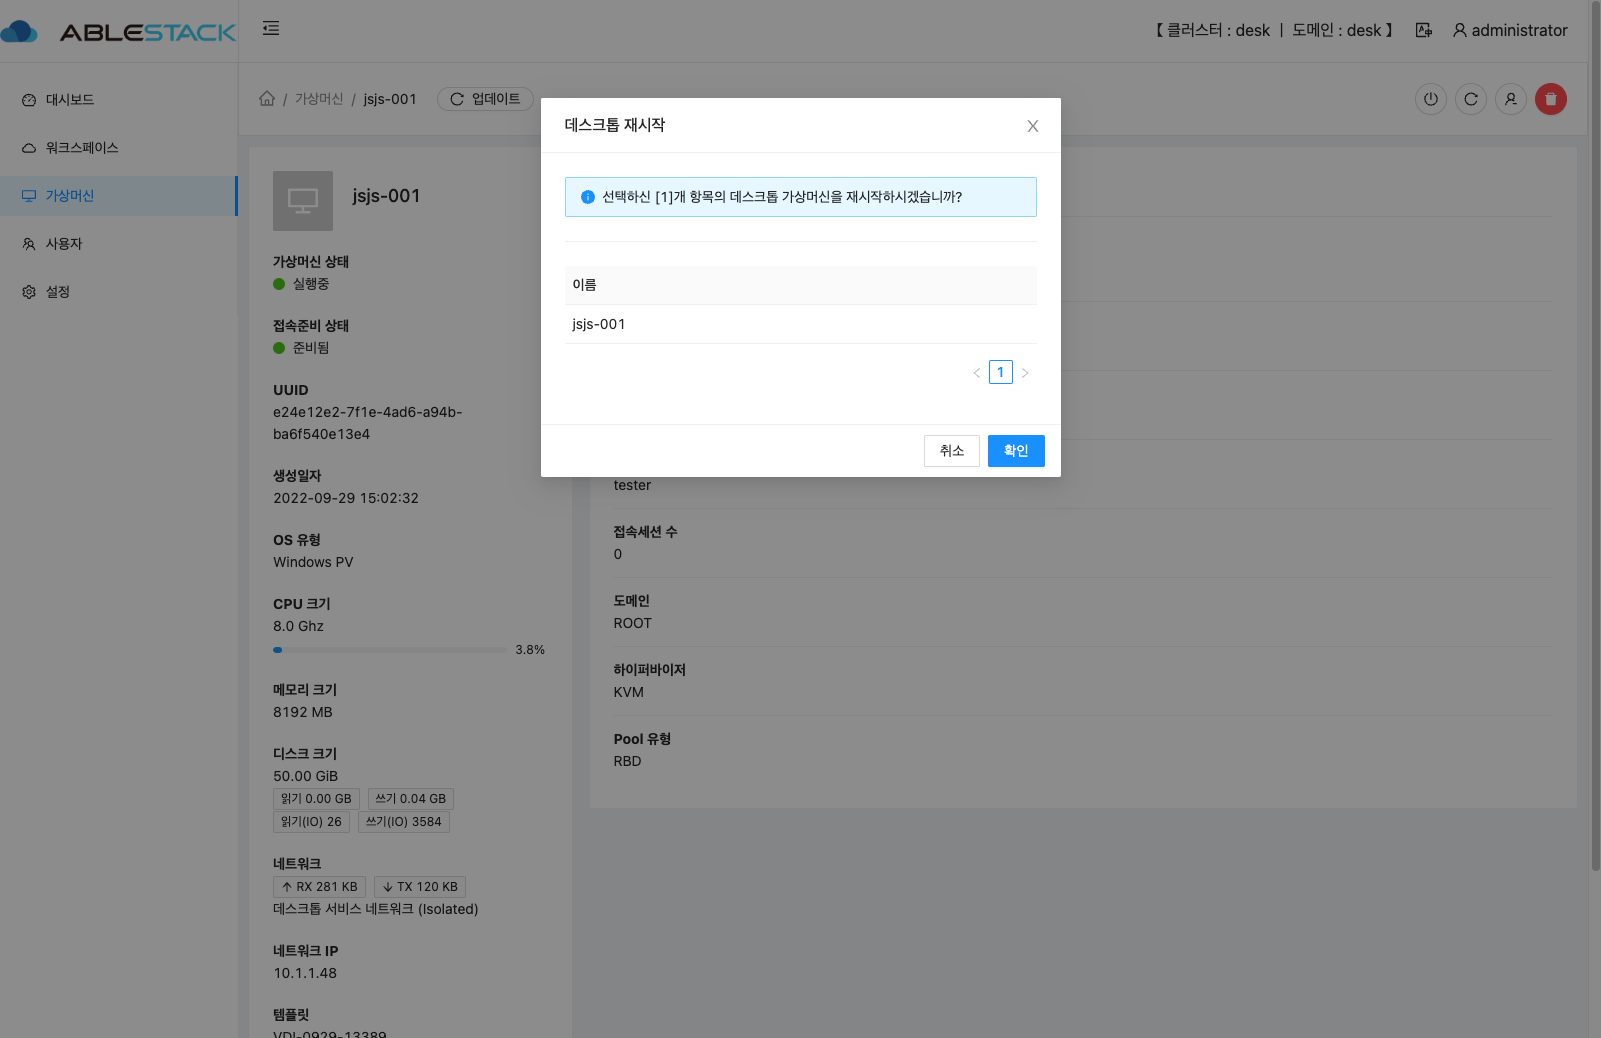 ABLESTACK
【 클러스터 : desk | 도메인 : desk 】
administrator
대시보드
워크스페이스
가상머신
사용자
설정
/ 가상머신 / jsjs-001
업데이트
데스크톱 재시작
선택하신 [1]개 항목의 데스크톱 가상머신을 재시작하시겠습니까?
이름
jsjs-001
1
취소
확인
jsjs-001
가상머신 상태
실행중
접속준비 상태
준비됨
UUID
e24e12e2-7f1e-4ad6-a94b-
ba6f540e13e4
생성일자
2022-09-29 15:02:32
OS 유형
Windows PV
CPU 크기
8.0 Ghz
3.8%
메모리 크기
8192 MB
디스크 크기
50.00 GiB
읽기 0.00 GB
쓰기 0.04 GB
읽기(IO) 26
쓰기(IO) 3584
네트워크
RX 281 KB
TX 120 KB
데스크톱 서비스 네트워크 (Isolated)
네트워크 IP
10.1.1.48
템플릿
VDI-0929-13389
tester
접속세션 수
0
도메인
ROOT
하이퍼바이저
KVM
Pool 유형
RBD